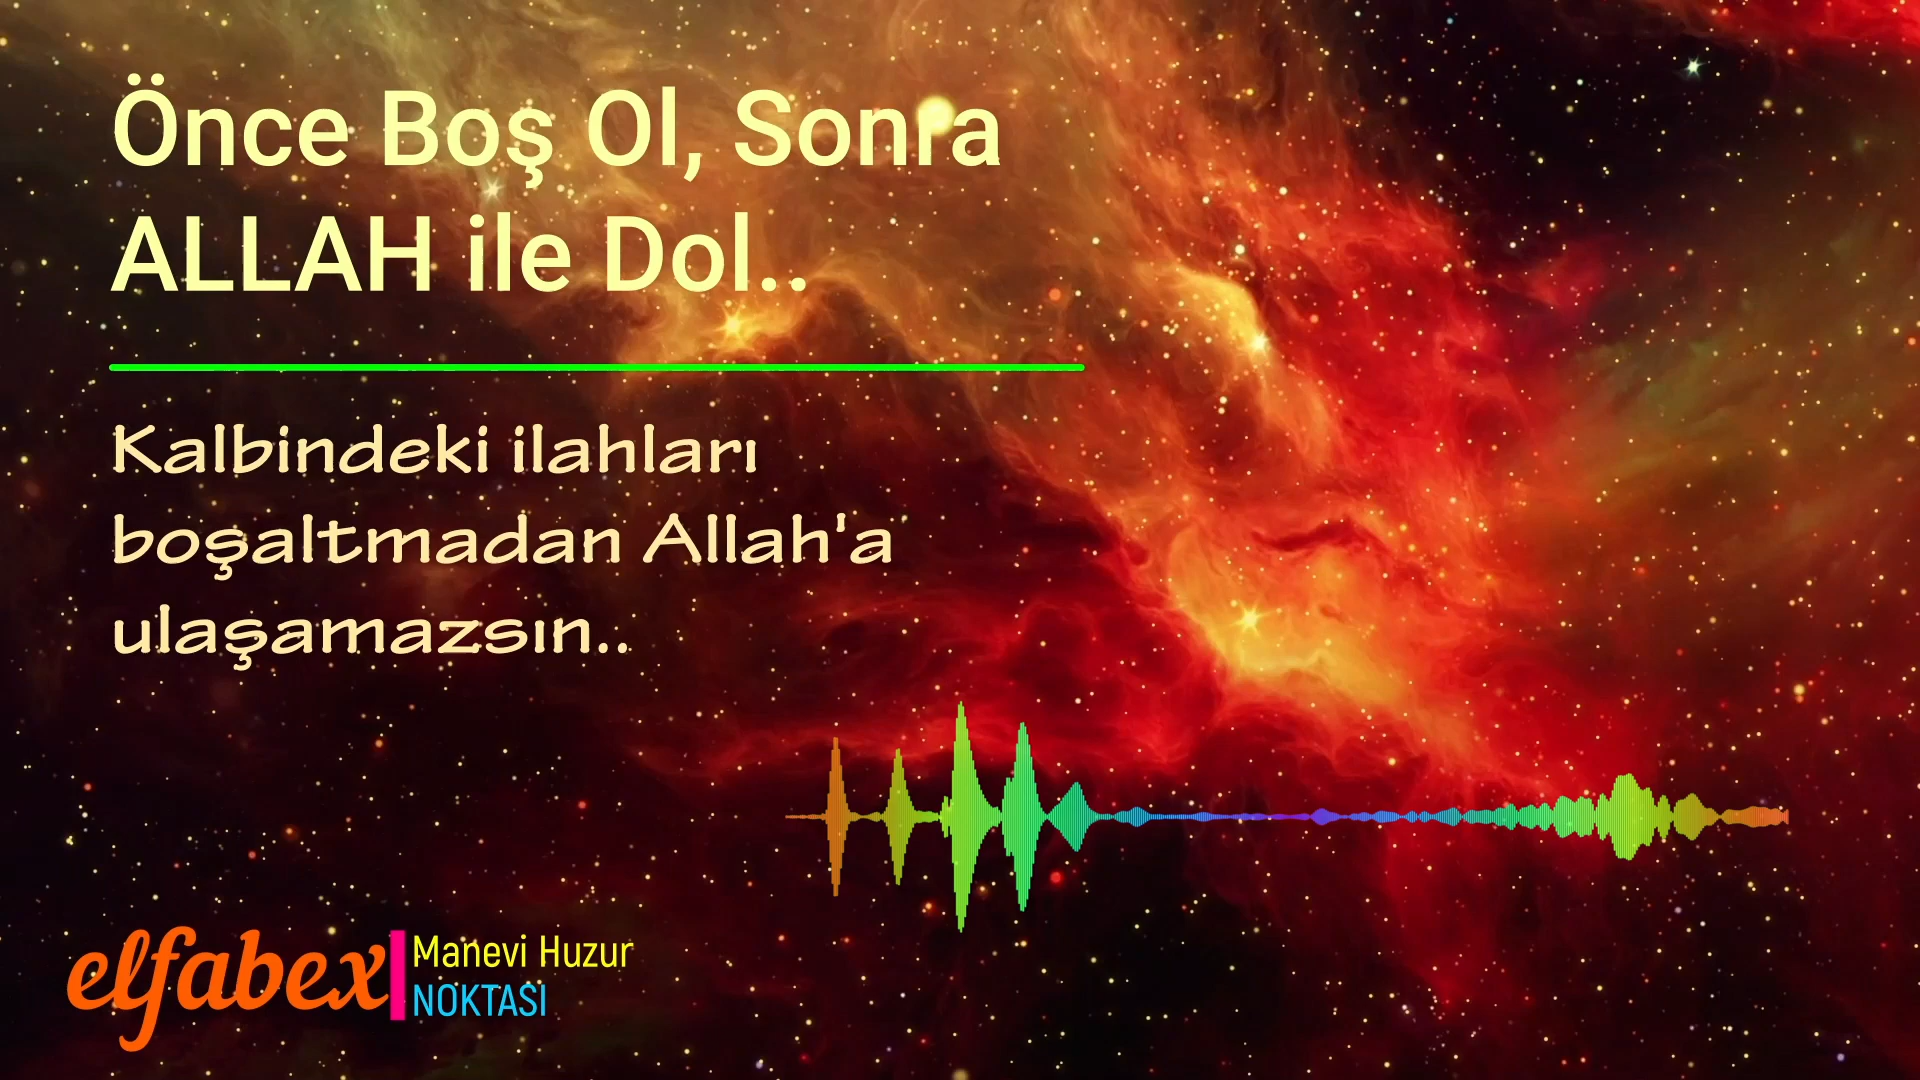 Önce Boş Ol, Sonra
ALLAH ile Dol..
Kalbindeki ilahları
boşaltmadan Allah'a
ulaşamazsın..
elfabex
Manevi Huzur
NOKTASI